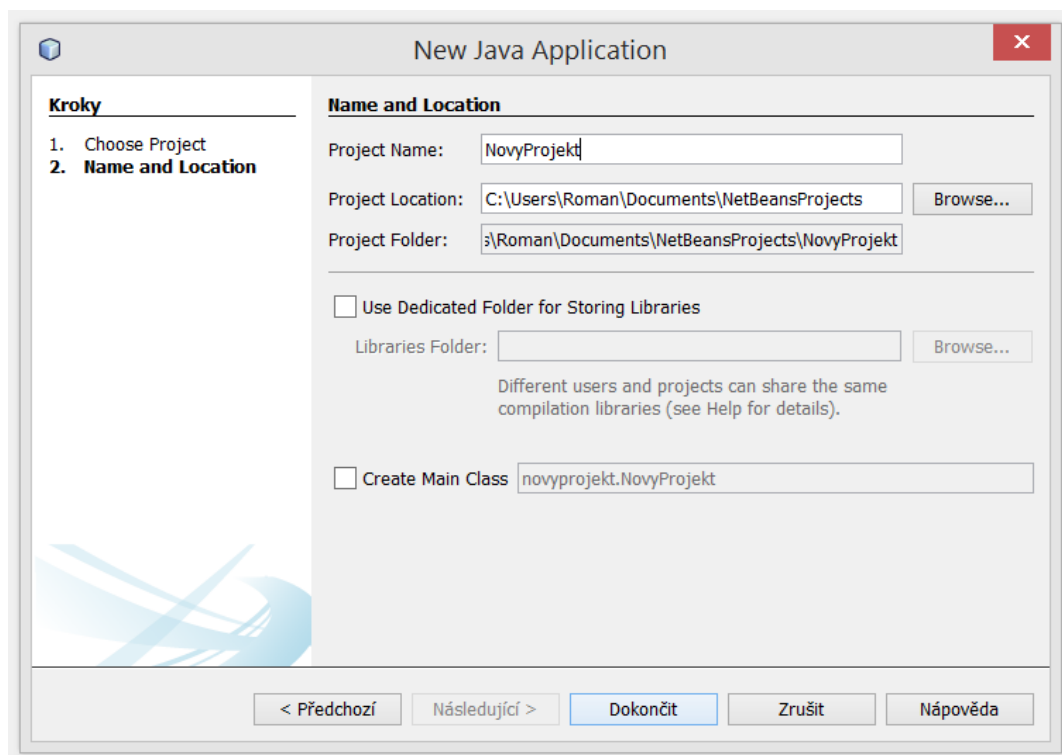 New Java Application
Kroky
1. Choose Project
2. Name and Location
Name and Location
Project Name: NovyProjekt
Project Location: C:\Users\Roman\Documents\NetBeansProjects Browse...
Project Folder: s\Roman\Documents\NetBeansProjects\NovyProjekt
Use Dedicated Folder for Storing Libraries
Libraries Folder: Browse...
Different users and projects can share the same
compilation libraries (see Help for details).
Create Main Class novyprojekt.NovyProjekt
< Předchozí Následující > Dokončit Zrušit Nápověda